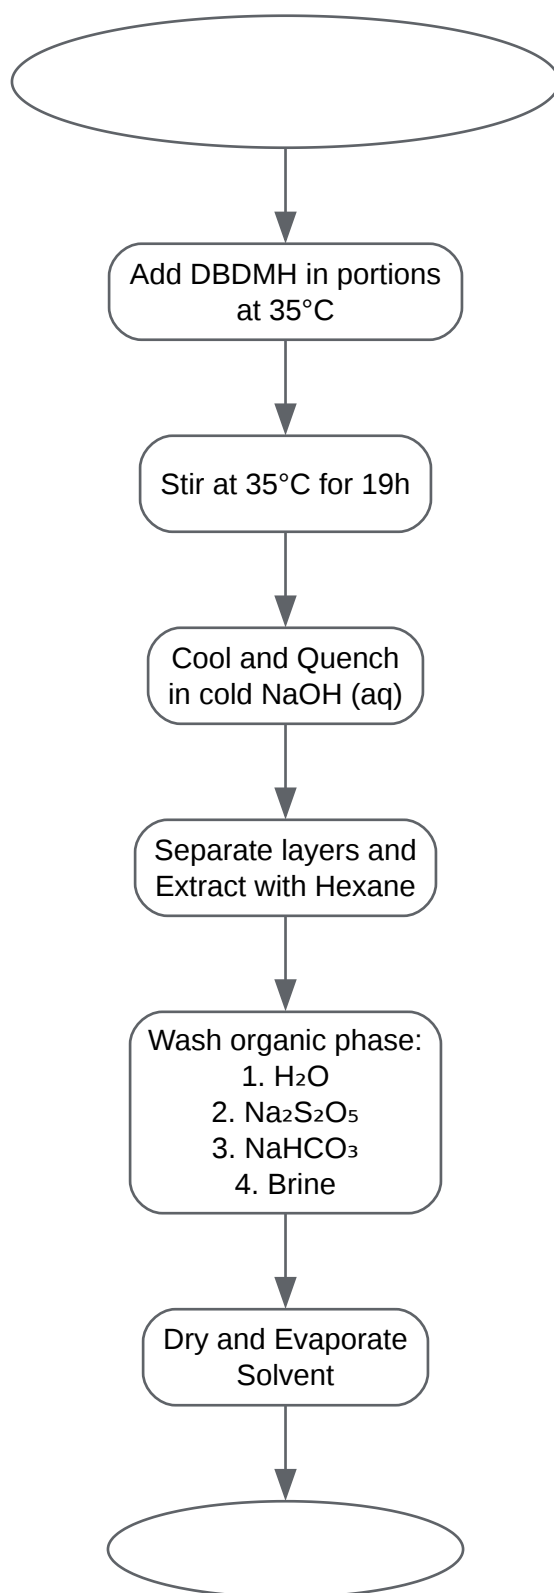 Add DBDMH in portions
at 35°C
Stir at 35°C for 19h
Cool and Quench
in cold NaOH (aq)
Separate layers and
Extract with Hexane
Wash organic phase:
1. H₂O
2. Na₂S₂O₅
3. NaHCO₃
4. Brine
Dry and Evaporate
Solvent